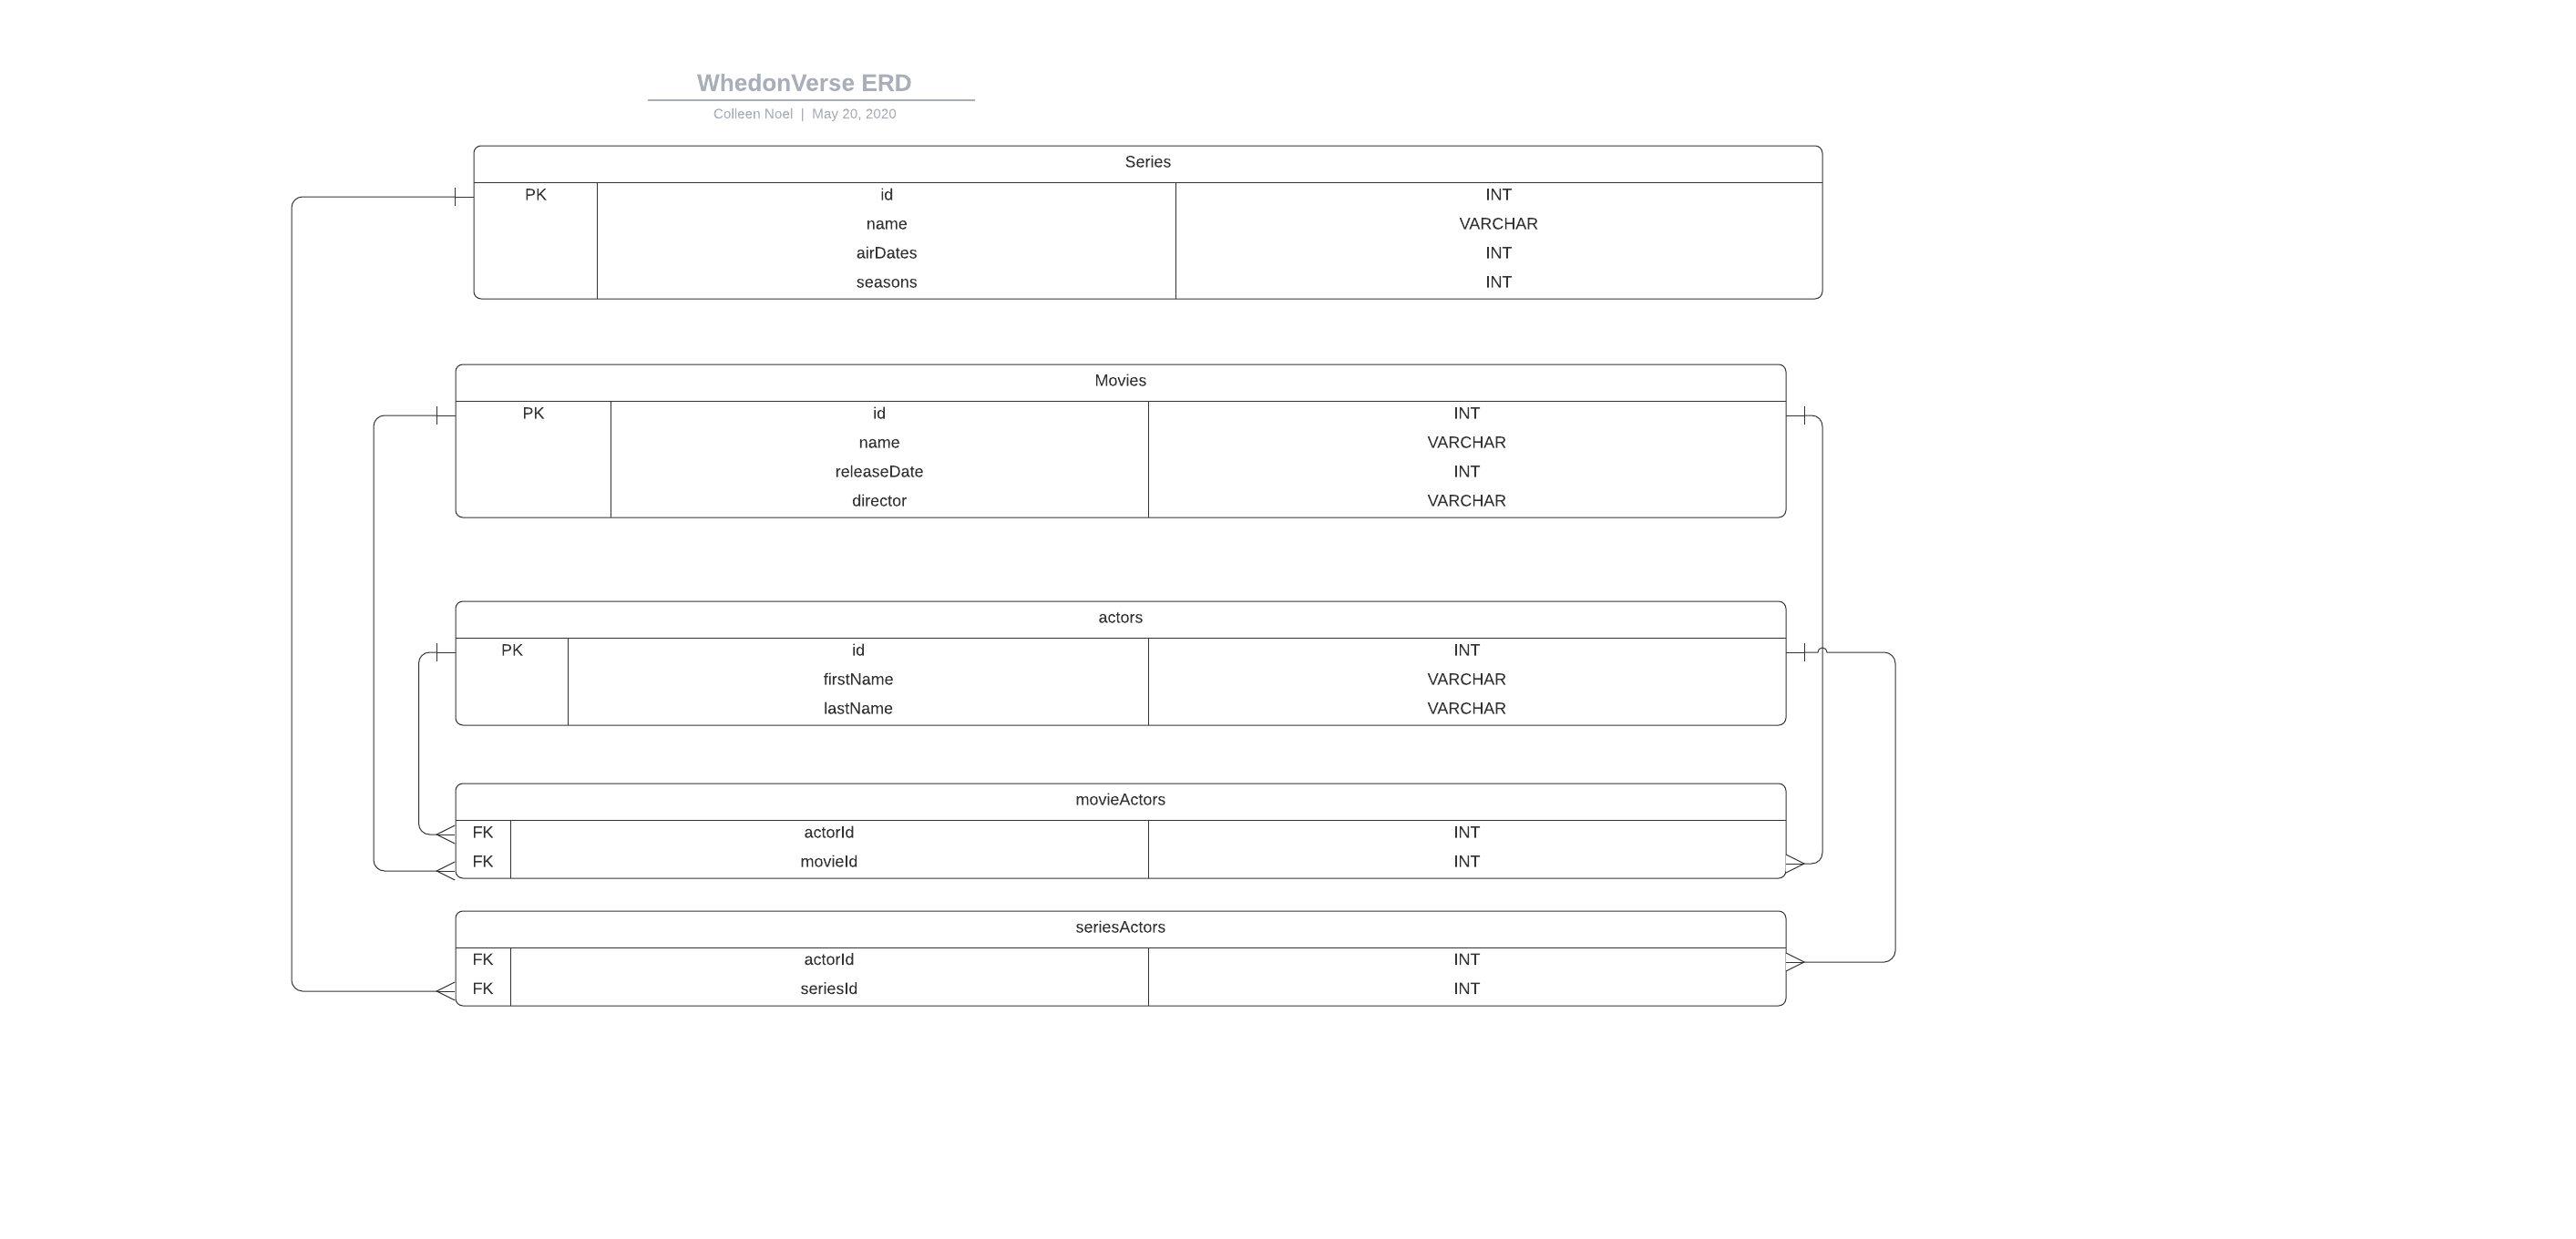 WhedonVerse ERD
Colleen Noel | May 20, 2020
Series
PK id INT
name VARCHAR
airDates INT
seasons INT
Movies
PK id INT
name VARCHAR
releaseDate INT
director VARCHAR
actors
PK id INT
firstName VARCHAR
lastName VARCHAR
movieActors
FK actorId INT
FK movieId INT
seriesActors
FK actorId INT
FK seriesId INT